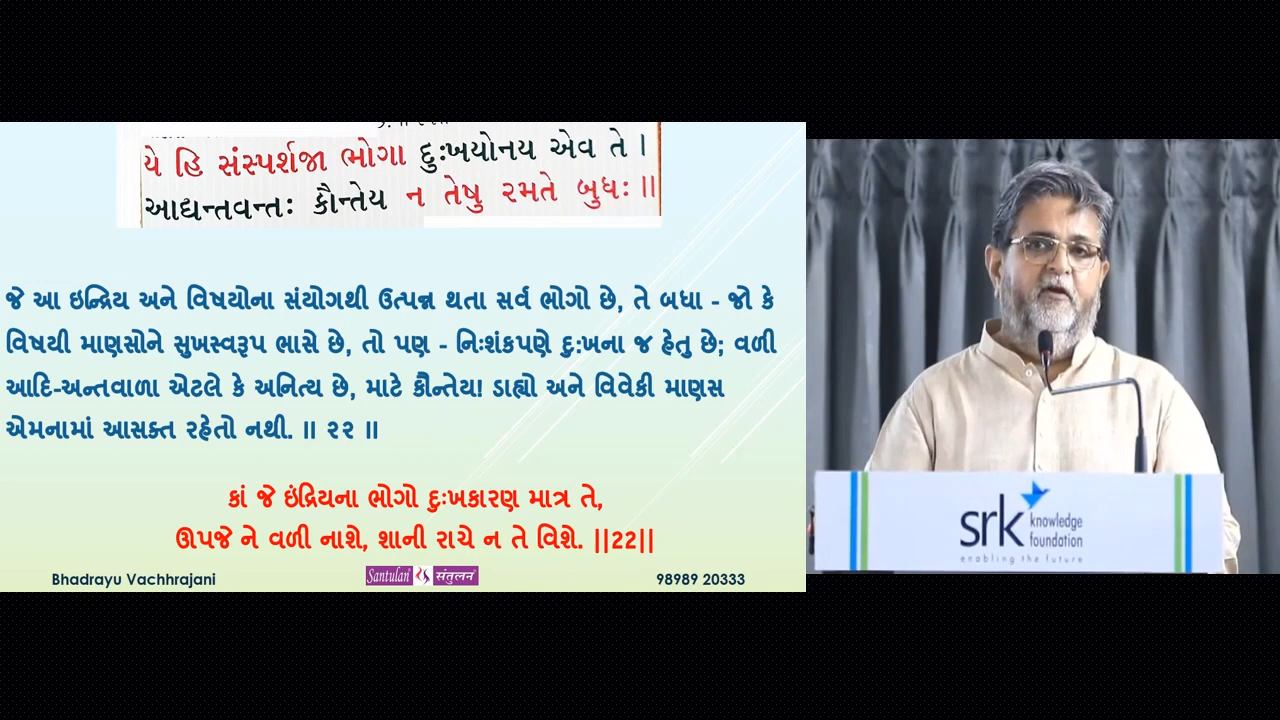 યે હિ સંસ્પર્શજા ભોગા દુઃખયોનય એવ તે ।
આદ્યન્તવન્તઃ કૌન્તેય ન તેષુ રમતે બુધઃ ॥
જે આ ઇન્દ્રિય અને વિષયોના સંયોગથી ઉત્પન્ન થતા સર્વ ભોગો છે, તે બધા - જો કે
વિષયી માણસોને સુખસ્વરૂપ ભાસે છે, તો પણ - નિઃશંકપણે દુ:ખના જ હેતુ છે; વળી
આદિ-અન્તવાળા એટલે કે અનિત્ય છે, માટે કૌન્તેય! ડાહ્યો અને વિવેકી માણસ
એમનામાં આસક્ત રહેતો નથી. ॥ ૨૨ ॥
કાં જે ઇંદ્રિયના ભોગો દુઃખકારણ માત્ર તે,
ઊપજે ને વળી નાશે, શાની રાચે ન તે વિશે. ||22||
Bhadrayu Vachhrajani
Santulan સંતુલન
98989 20333
srk knowledge
foundation
enabling the future